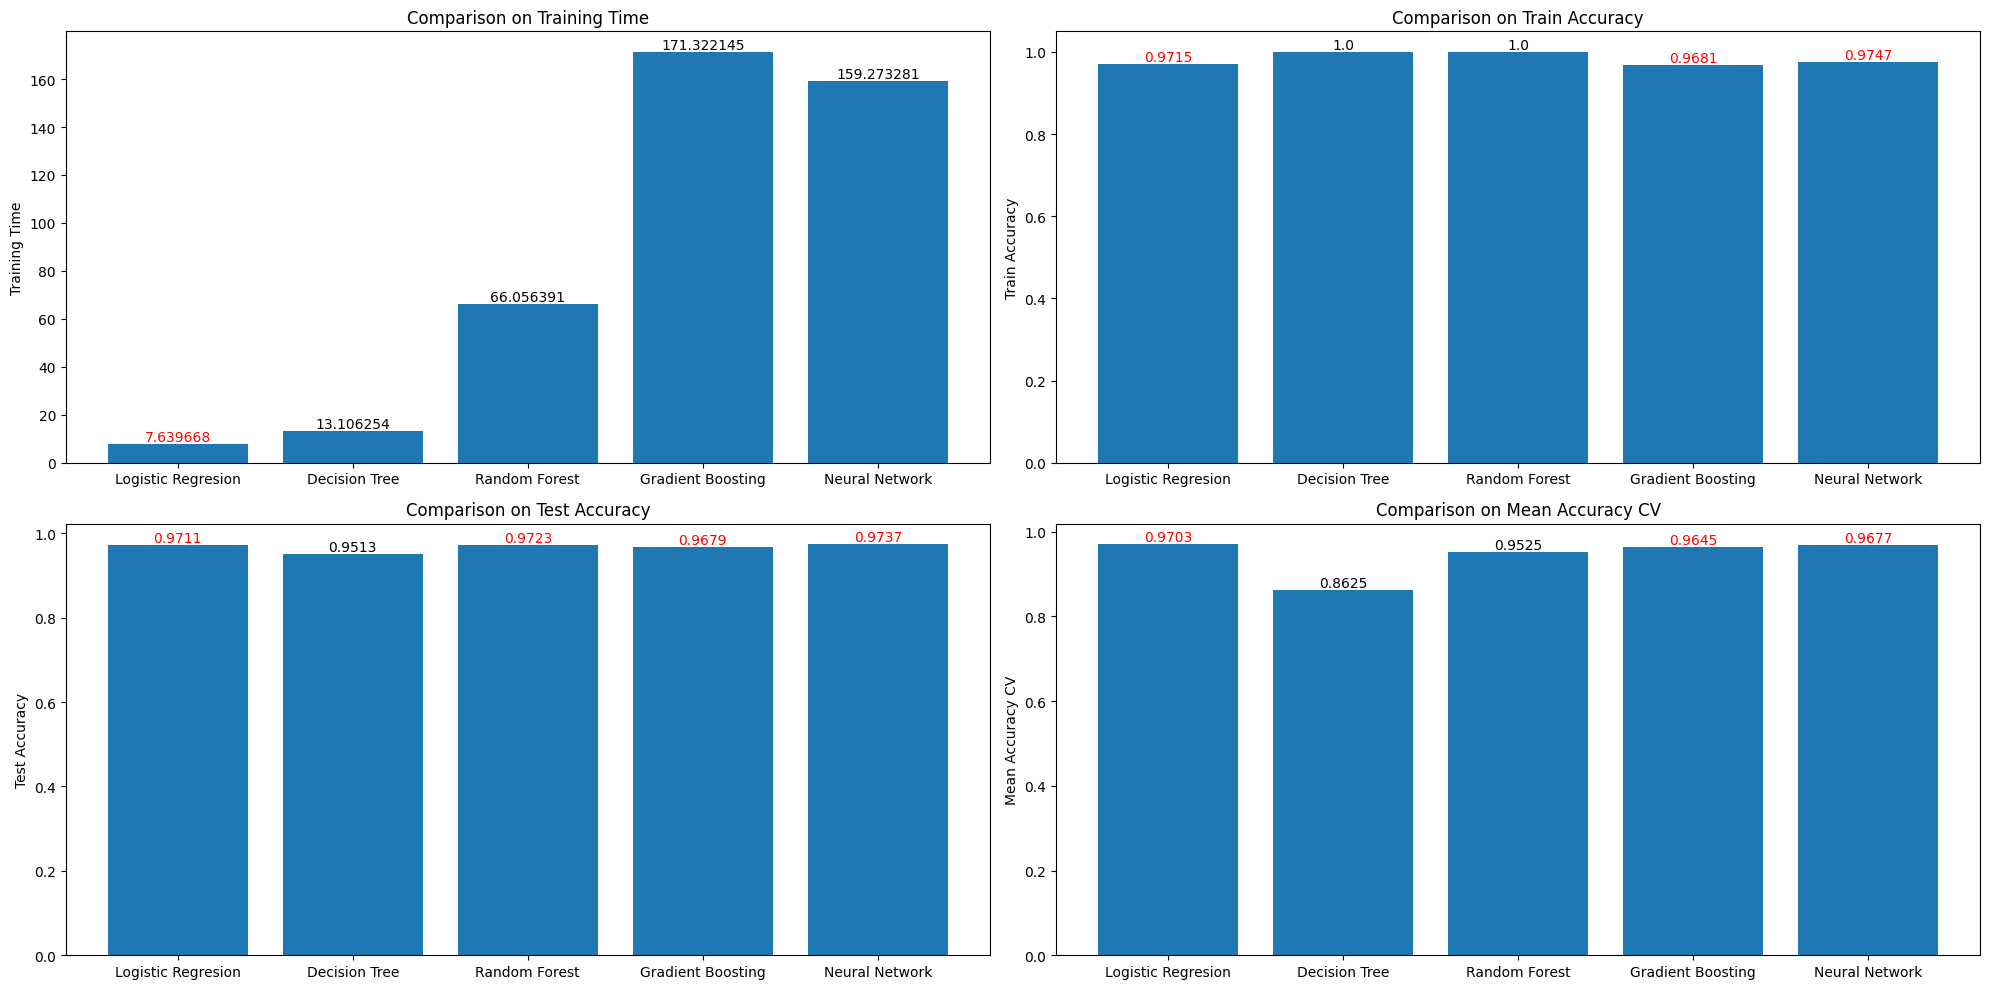 Comparison on Training Time
Training Time
160
140
120
100
80
60
40
20
0
7.639668
13.106254
66.056391
171.322145
159.273281
Logistic Regresion
Decision Tree
Random Forest
Gradient Boosting
Neural Network
Comparison on Train Accuracy
Train Accuracy
1.0
0.8
0.6
0.4
0.2
0.0
0.9715
1.0
1.0
0.9681
0.9747
Logistic Regresion
Decision Tree
Random Forest
Gradient Boosting
Neural Network
Comparison on Test Accuracy
Test Accuracy
1.0
0.8
0.6
0.4
0.2
0.0
0.9711
0.9513
0.9723
0.9679
0.9737
Logistic Regresion
Decision Tree
Random Forest
Gradient Boosting
Neural Network
Comparison on Mean Accuracy CV
Mean Accuracy CV
1.0
0.8
0.6
0.4
0.2
0.0
0.9703
0.8625
0.9525
0.9645
0.9677
Logistic Regresion
Decision Tree
Random Forest
Gradient Boosting
Neural Network